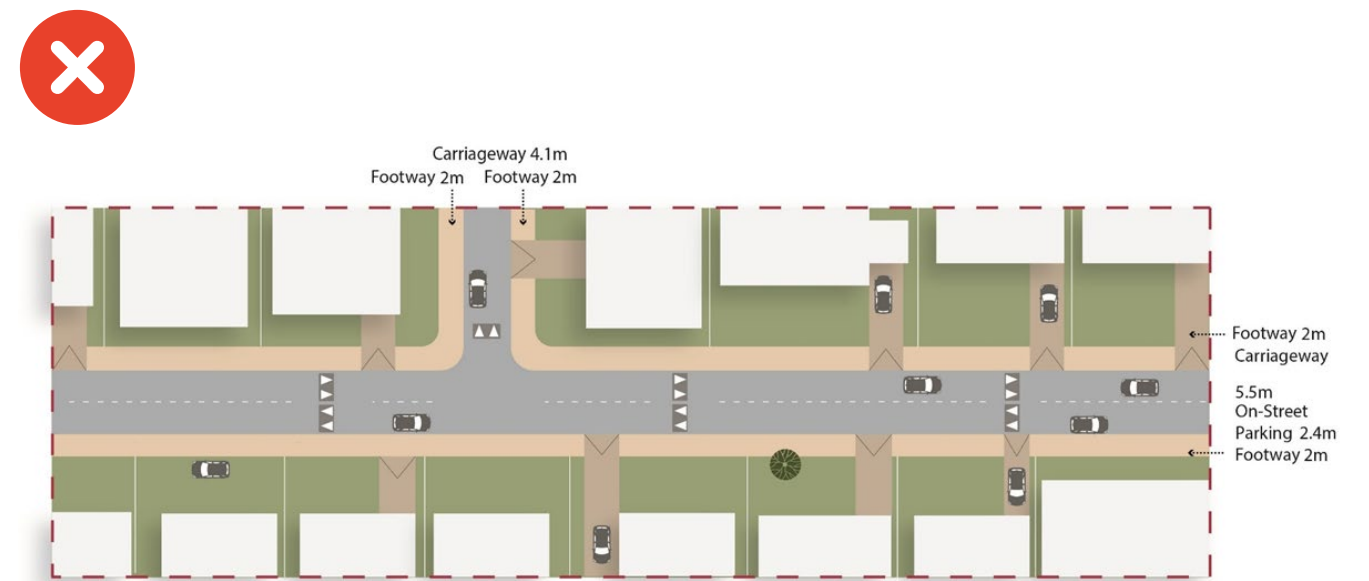 Carriageway 4.1m
Footway 2m Footway 2m
Footway 2m
Carriageway
5.5m
On-Street
Parking 2.4m
Footway 2m